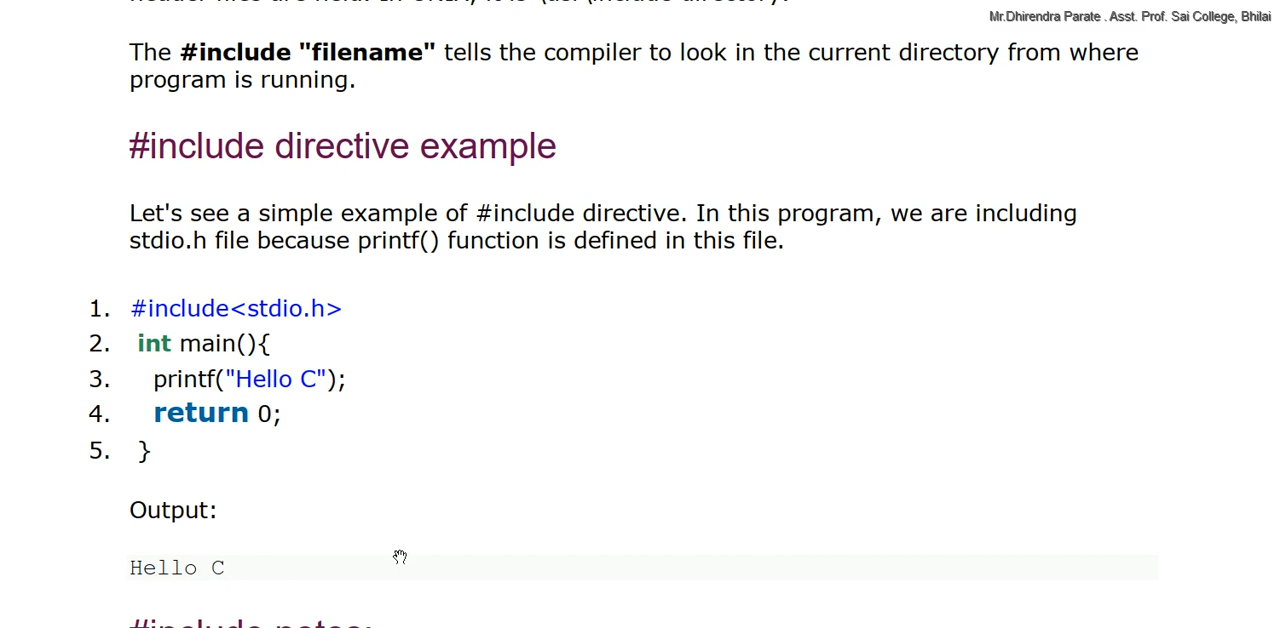 Mr.Dhirendra Parate . Asst. Prof. Sai College, Bhilai
The #include "filename" tells the compiler to look in the current directory from where
program is running.
#include directive example
Let's see a simple example of #include directive. In this program, we are including
stdio.h file because printf() function is defined in this file.
1. #include<stdio.h>
2. int main(){
3. printf("Hello C");
4. return 0;
5. }
Output:
Hello C
#include notes: